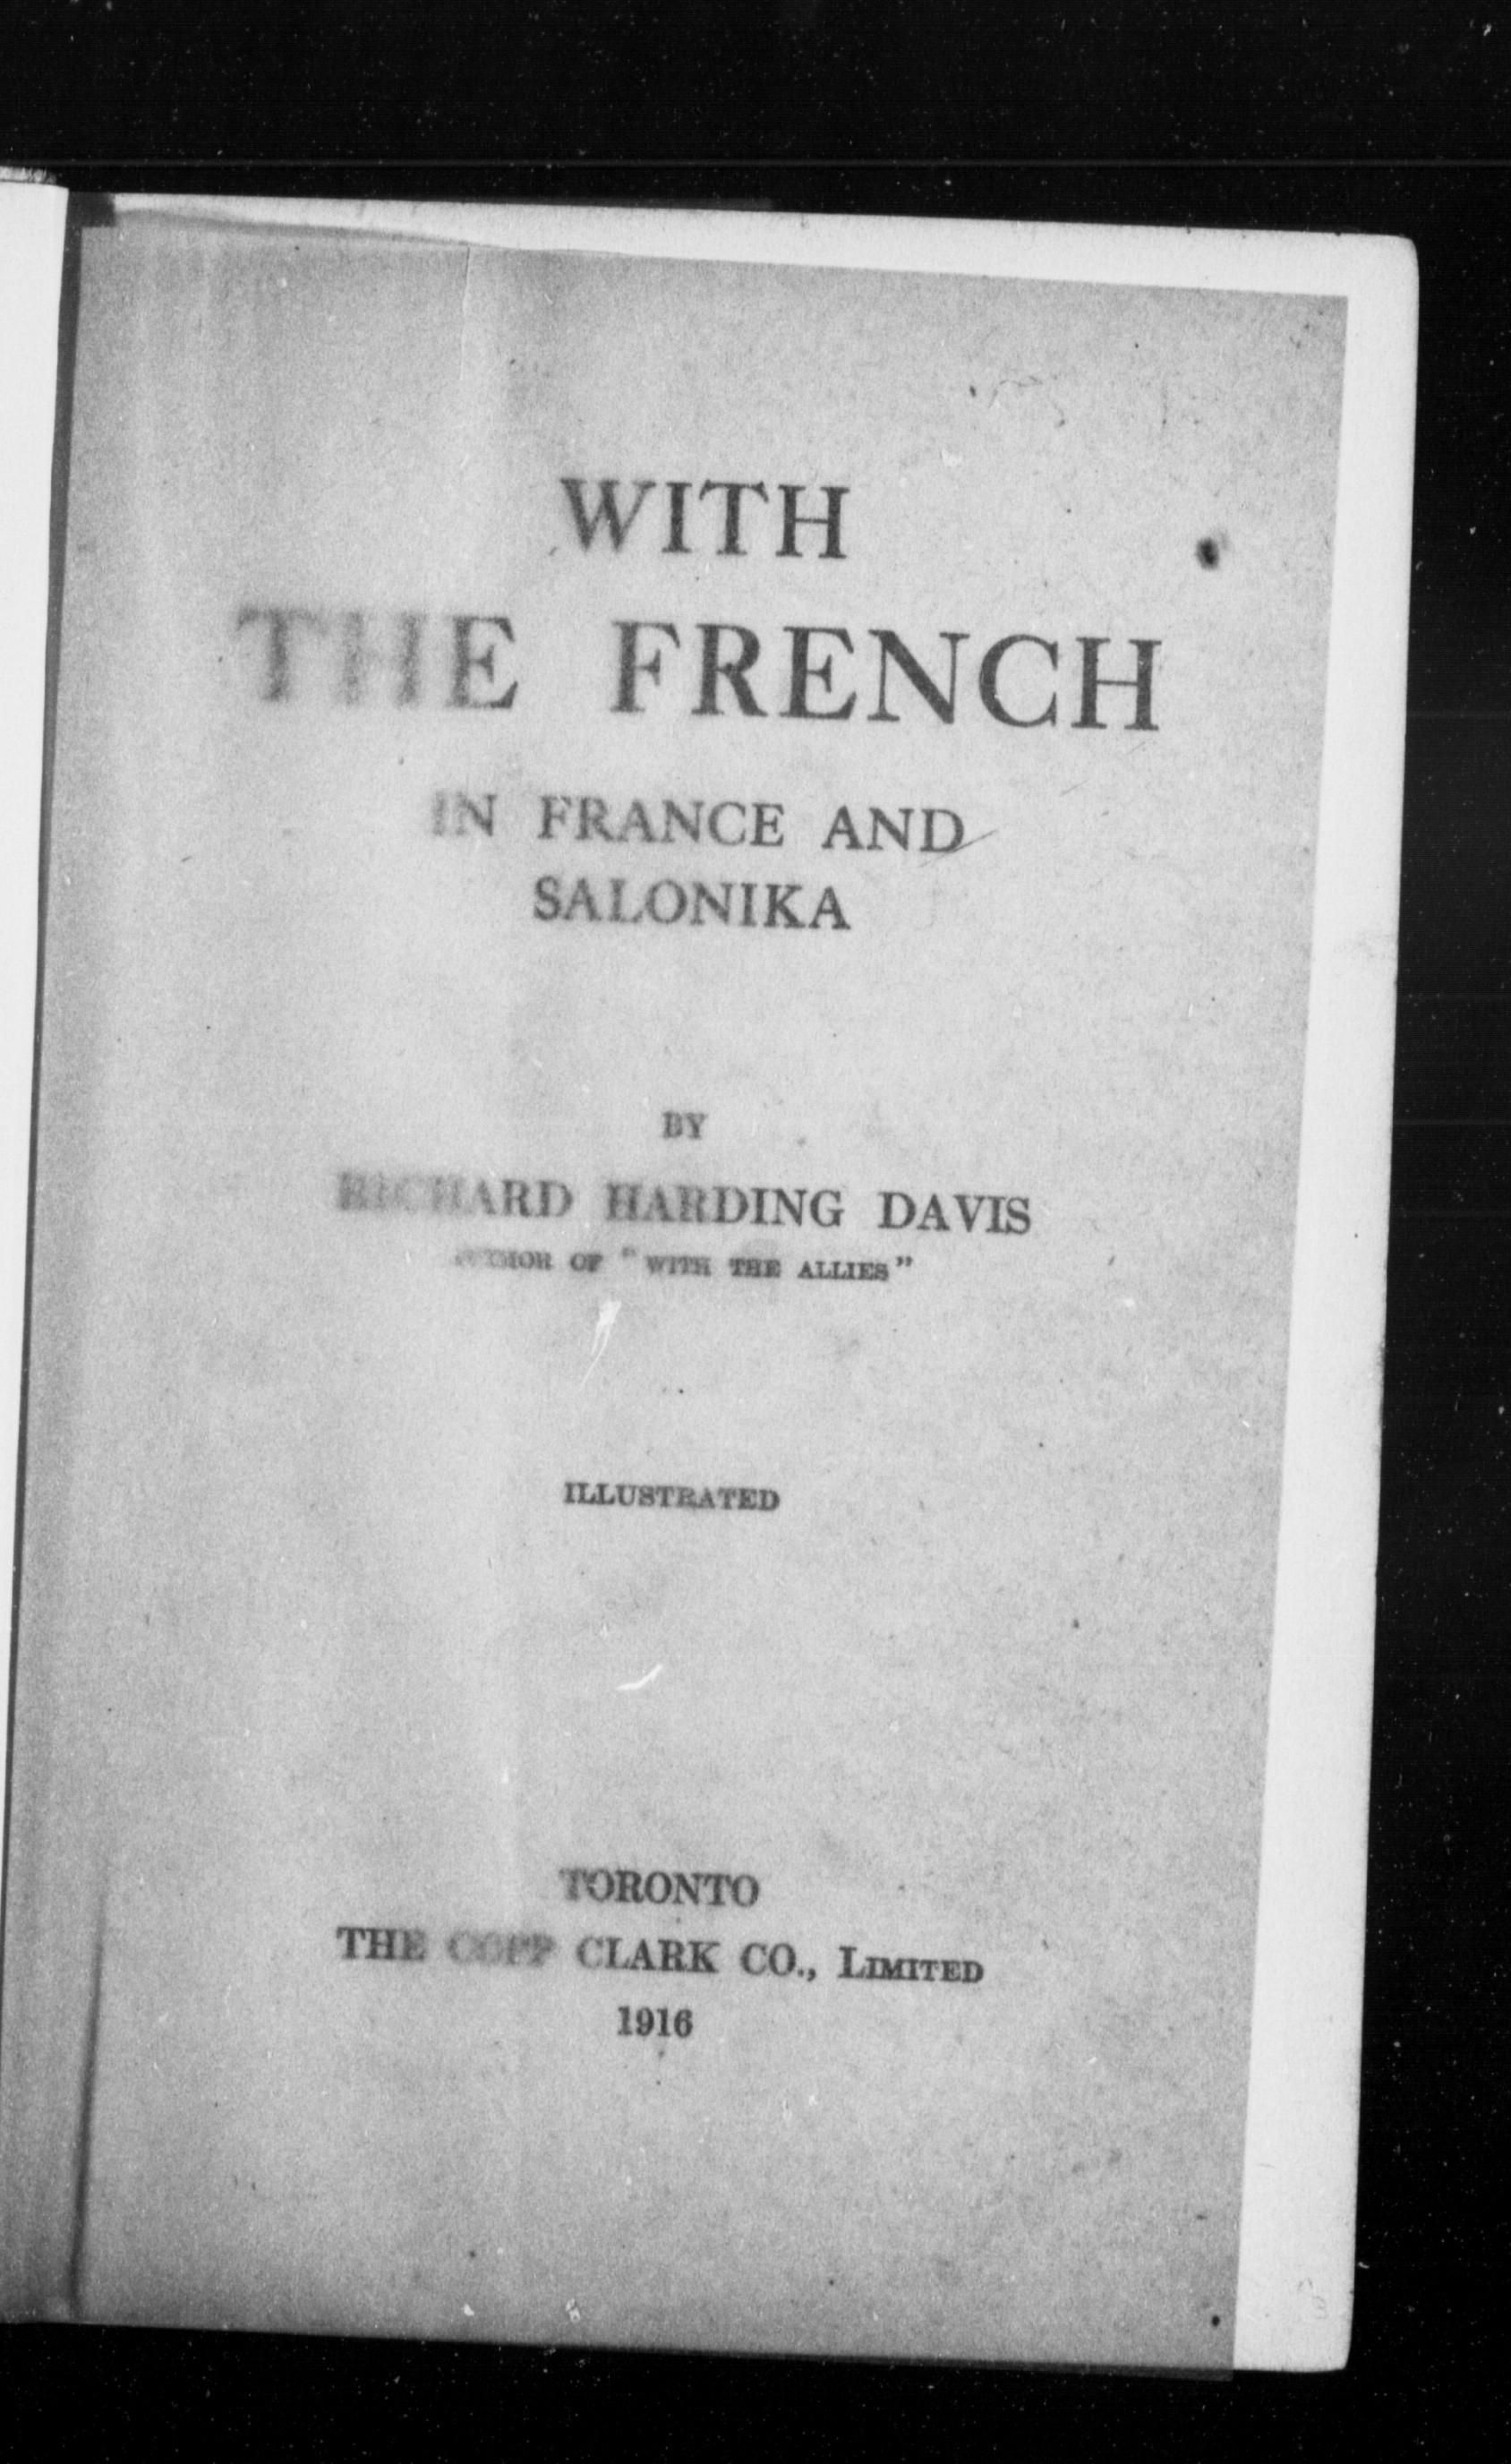 WITH
THE FRENCH
IN FRANCE AND
SALONIKA
BY
RICHARD HARDING DAVIS
AUTHOR OF "WITH THE ALLIES"
ILLUSTRATED
TORONTO
THE COPP CLARK CO., LIMITED
1916